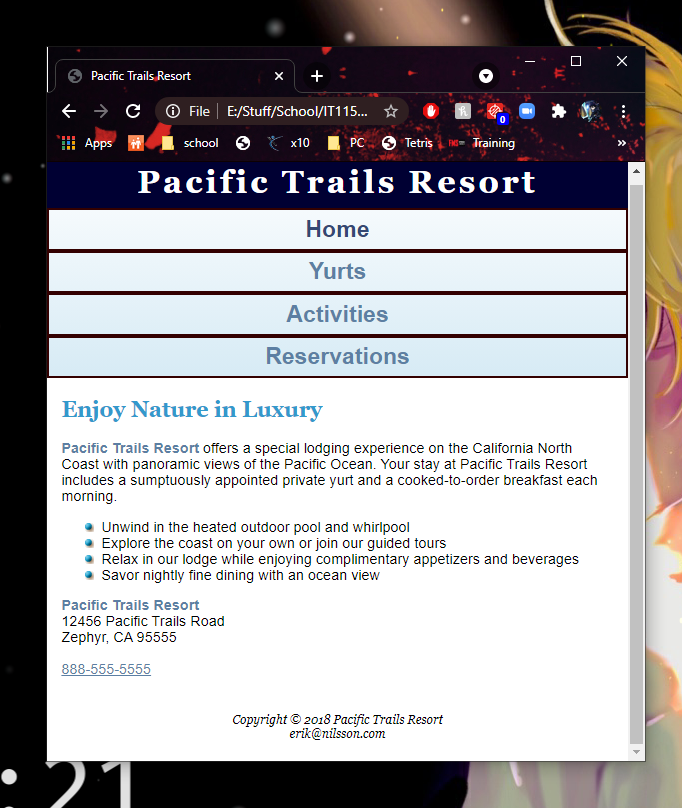 Pacific Trails Resort
File
E:/Stuff/School/IT115...
0
Apps
school
x10
PC
Tetris
Training
»
Pacific Trails Resort
Home
Yurts
Activities
Reservations
Enjoy Nature in Luxury
Pacific Trails Resort offers a special lodging experience on the California North
Coast with panoramic views of the Pacific Ocean. Your stay at Pacific Trails Resort
includes a sumptuously appointed private yurt and a cooked-to-order breakfast each
morning.
Unwind in the heated outdoor pool and whirlpool
Explore the coast on your own or join our guided tours
Relax in our lodge while enjoying complimentary appetizers and beverages
Savor nightly fine dining with an ocean view
Pacific Trails Resort
12456 Pacific Trails Road
Zephyr, CA 95555
888-555-5555
Copyright © 2018 Pacific Trails Resort
erik@nilsson.com
: 21